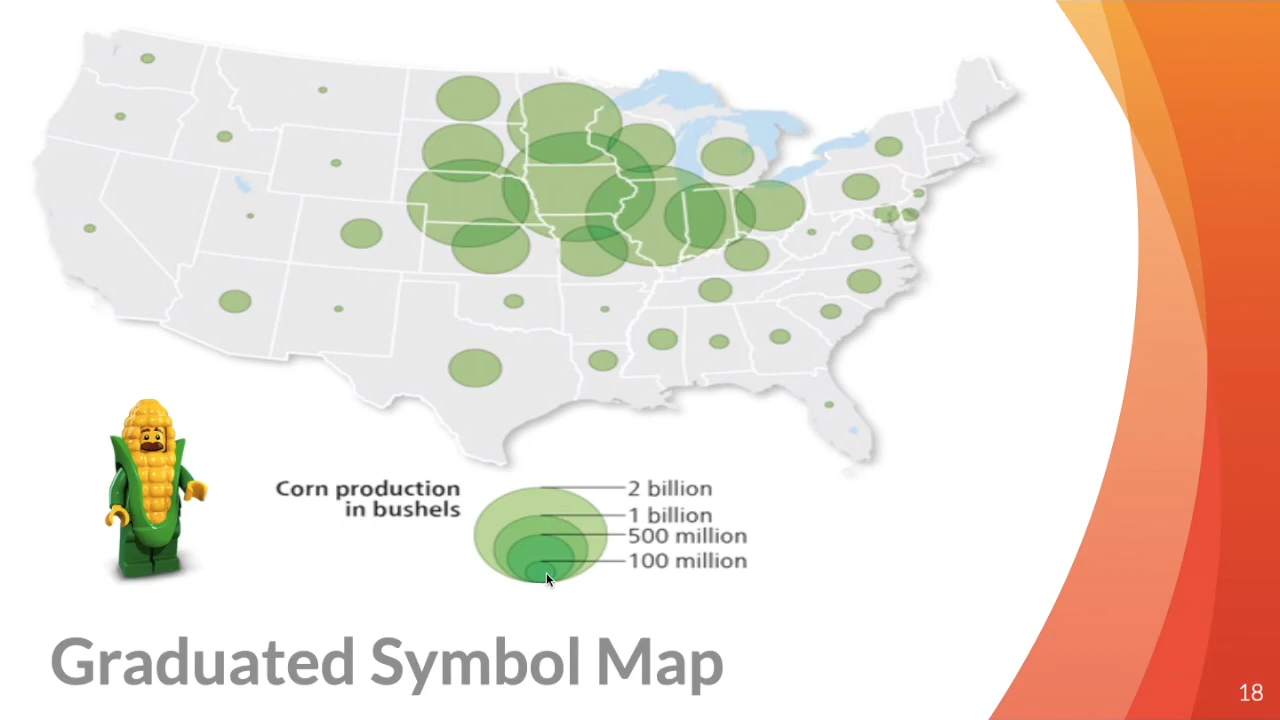 Corn production
in bushels
2 billion
1 billion
500 million
100 million
Graduated Symbol Map
18